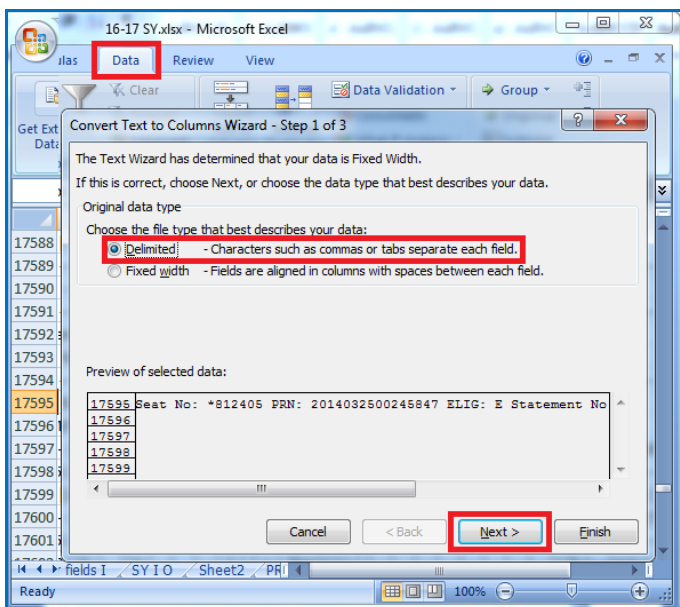 16-17 SY.xlsx - Microsoft Excel
ulas Data Review View
Clear Data Validation Group
Get Ext
Data
Convert Text to Columns Wizard - Step 1 of 3
The Text Wizard has determined that your data is Fixed Width.
If this is correct, choose Next, or choose the data type that best describes your data.
Original data type
Choose the file type that best describes your data:
Delimited - Characters such as commas or tabs separate each field.
Fixed width - Fields are aligned in columns with spaces between each field.
Preview of selected data:
17595 Seat No: *812405 PRN: 2014032500245847 ELIG: E Statement No
17596
17597
17598
17599
Cancel < Back Next > Finish
17588
17589
17590
17591
17592
17593
17594
17595
17596
17597
17598
17599
17600
17601
fields I SY I O Sheet2 PRI
Ready 100%